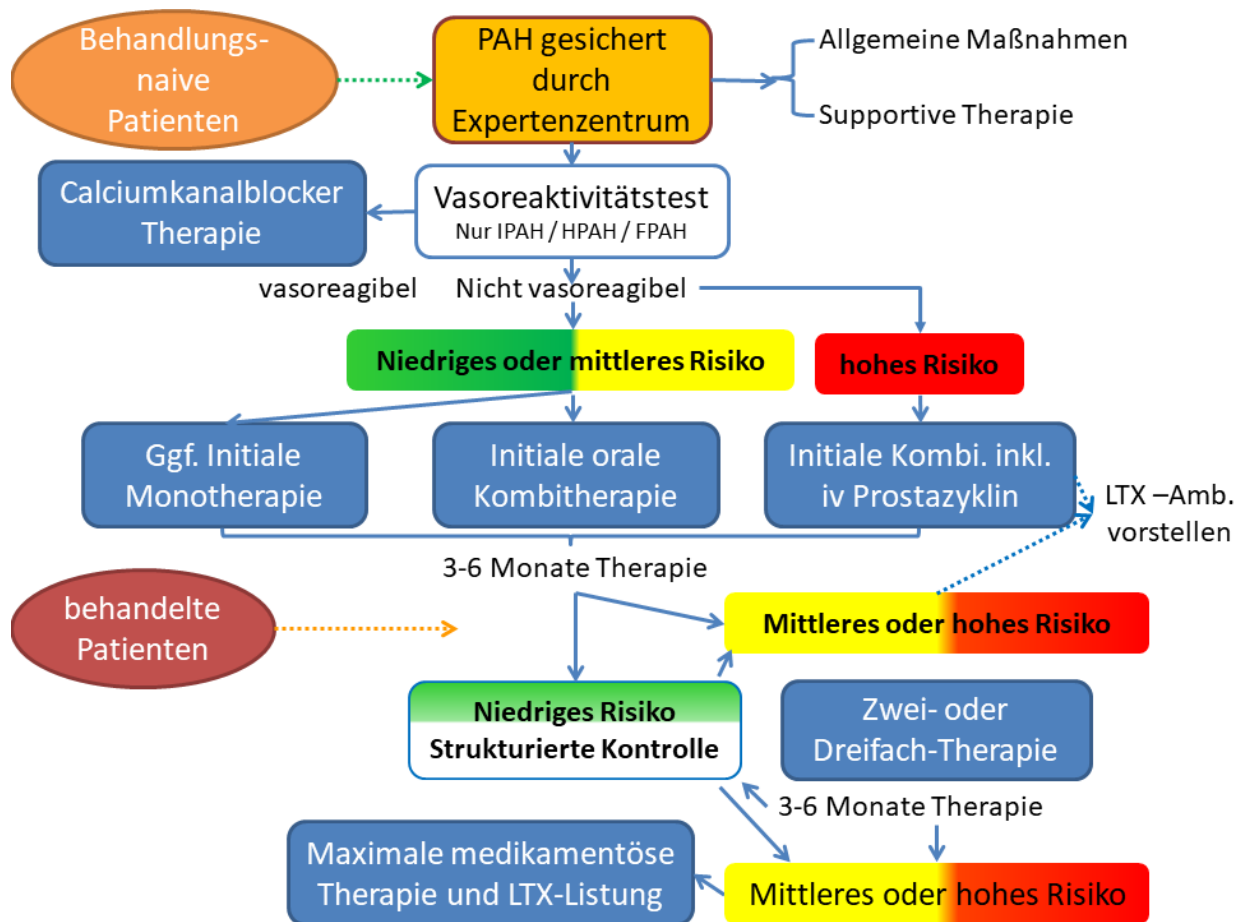 Behandlungs-
naive
Patienten
PAH gesichert
durch
Expertenzentrum
Allgemeine Maßnahmen
Supportive Therapie
Calciumkanalblocker
Therapie
Vasoreaktivitätstest
Nur IPAH / HPAH / FPAH
vasoreagibel
Nicht vasoreagibel
Niedriges oder mittleres Risiko
hohes Risiko
Ggf. Initiale
Monotherapie
Initiale orale
Kombitherapie
Initiale Kombi. inkl.
iv Prostazyklin
LTX –Amb.
vorstellen
3-6 Monate Therapie
behandelte
Patienten
Mittleres oder hohes Risiko
Niedriges Risiko
Strukturierte Kontrolle
Zwei- oder
Dreifach-Therapie
3-6 Monate Therapie
Maximale medikamentöse
Therapie und LTX-Listung
Mittleres oder hohes Risiko